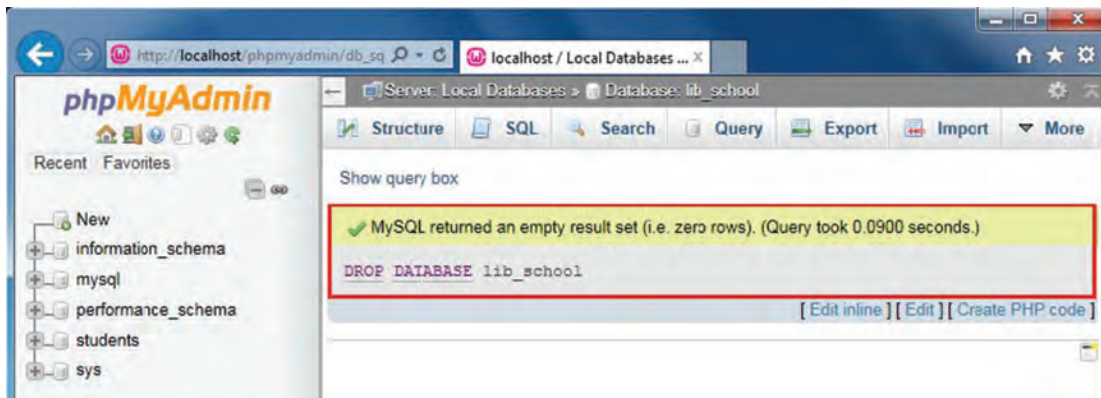 http://localhost/phpmyadmin/db_sq
localhost / Local Databases ...
phpMyAdmin
Recent Favorites
New
information_schema
mysql
performance_schema
students
sys
Server: Local Databases » Database: lib_school
Structure SQL Search Query Export Import More
Show query box
MySQL returned an empty result set (i.e. zero rows). (Query took 0.0900 seconds.)
DROP DATABASE lib_school
[ Edit inline ] [ Edit ] [ Create PHP code ]